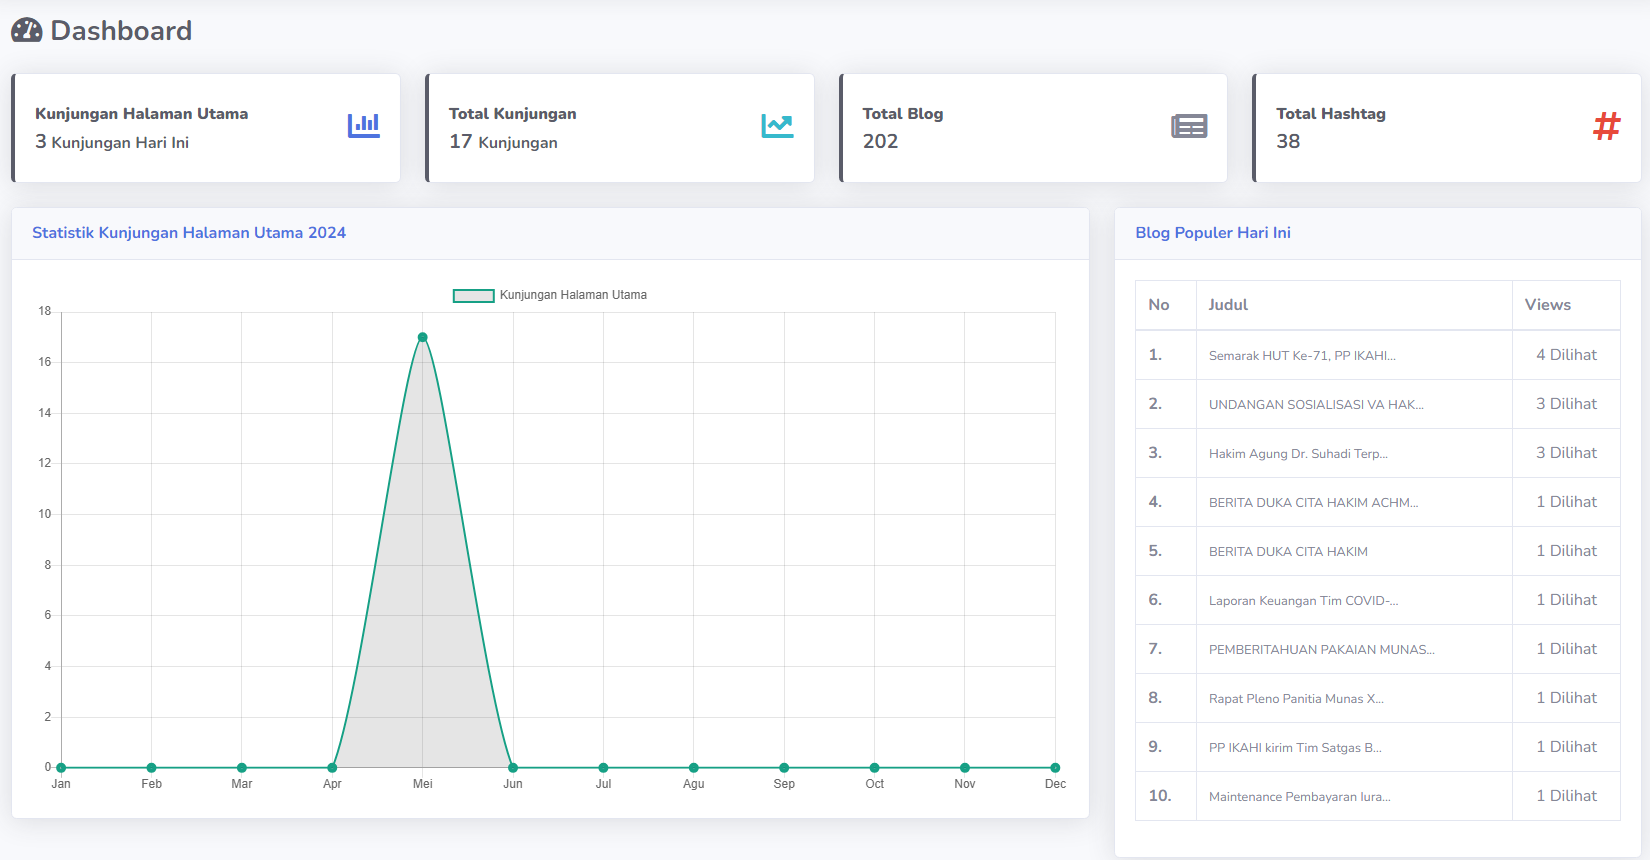 Dashboard
Kunjungan Halaman Utama
3 Kunjungan Hari Ini
Total Kunjungan
17 Kunjungan
Total Blog
202
Total Hashtag
38
#
Statistik Kunjungan Halaman Utama 2024
Kunjungan Halaman Utama
18
16
14
12
10
8
6
4
2
0
Jan Feb Mar Apr Mei Jun Jul Agu Sep Oct Nov Dec
Blog Populer Hari Ini
No Judul Views
1. Semarak HUT Ke-71, PP IKAHI... 4 Dilihat
2. UNDANGAN SOSIALISASI VA HAK... 3 Dilihat
3. Hakim Agung Dr. Suhadi Terp... 3 Dilihat
4. BERITA DUKA CITA HAKIM ACHM... 1 Dilihat
5. BERITA DUKA CITA HAKIM 1 Dilihat
6. Laporan Keuangan Tim COVID-... 1 Dilihat
7. PEMBERITAHUAN PAKAIAN MUNAS... 1 Dilihat
8. Rapat Pleno Panitia Munas X... 1 Dilihat
9. PP IKAHI kirim Tim Satgas B... 1 Dilihat
10. Maintenance Pembayaran Iura... 1 Dilihat